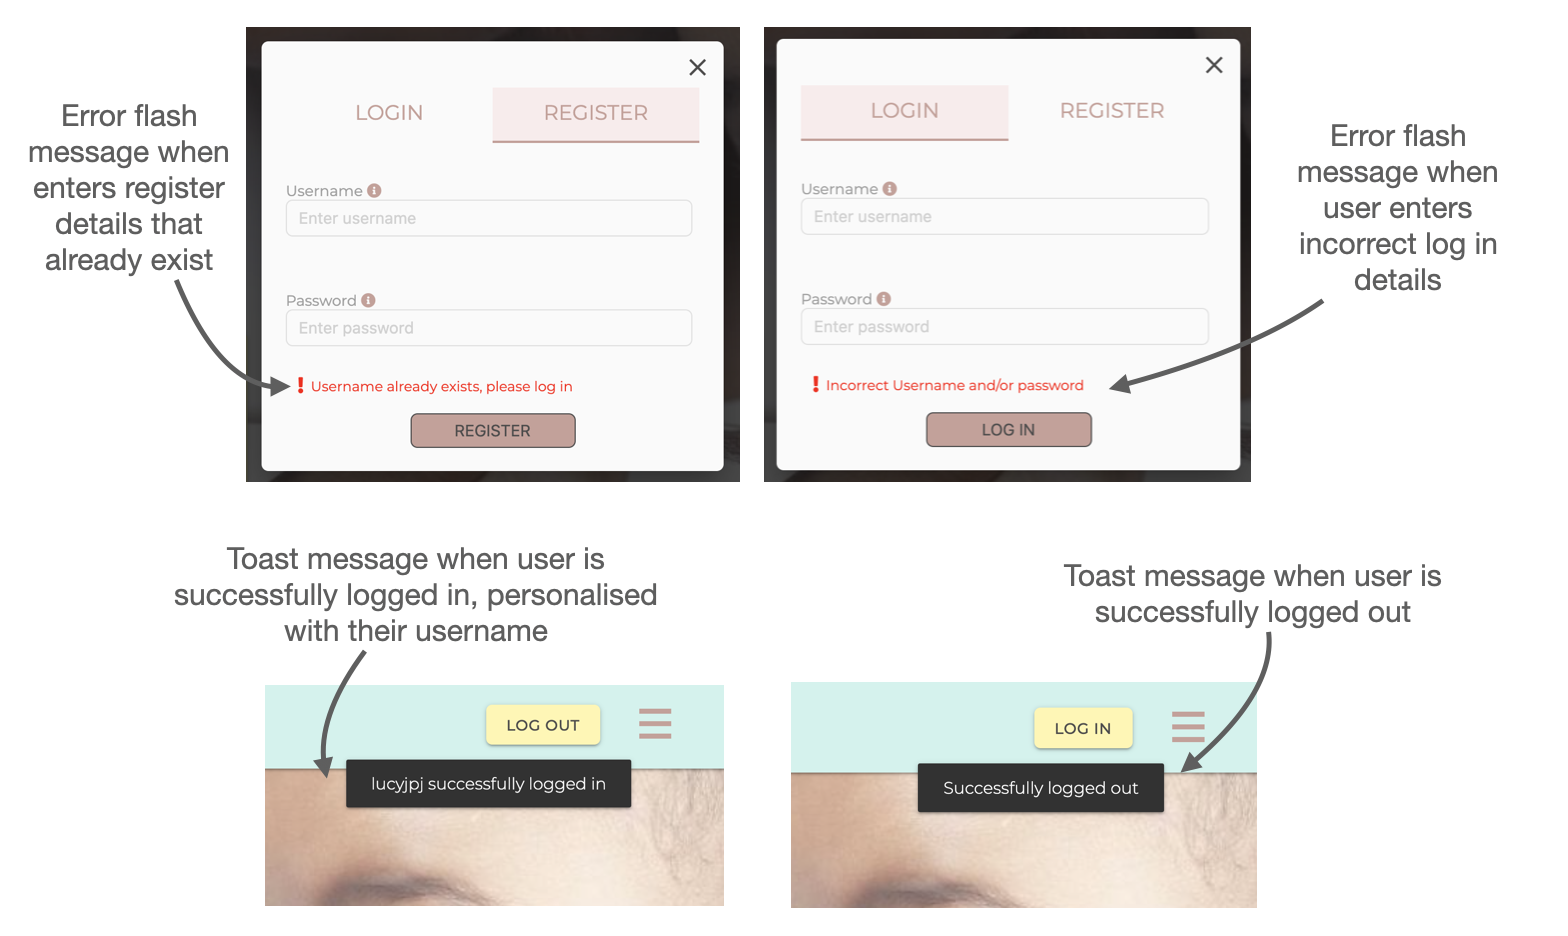 Error flash
message when
enters register
details that
already exist
LOGIN
REGISTER
Username
Enter username
Password
Enter password
! Username already exists, please log in
REGISTER
LOGIN
REGISTER
Username
Enter username
Password
Enter password
! Incorrect Username and/or password
LOG IN
Error flash
message when
user enters
incorrect log in
details
Toast message when user is
successfully logged in, personalised
with their username
LOG OUT
lucyjpj successfully logged in
Toast message when user is
successfully logged out
LOG IN
Successfully logged out